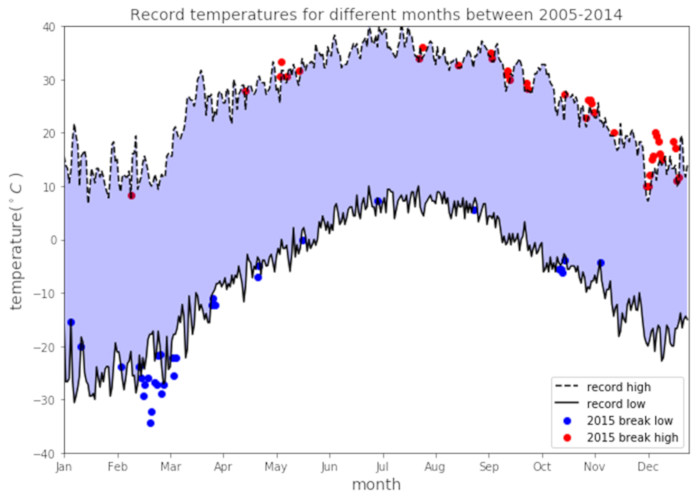 Record temperatures for different months between 2005-2014
temperature(°C)
40
30
20
10
0
−10
−20
−30
−40
Jan Feb Mar Apr May Jun Jul Aug Sep Oct Nov Dec
month
record high
record low
2015 break low
2015 break high